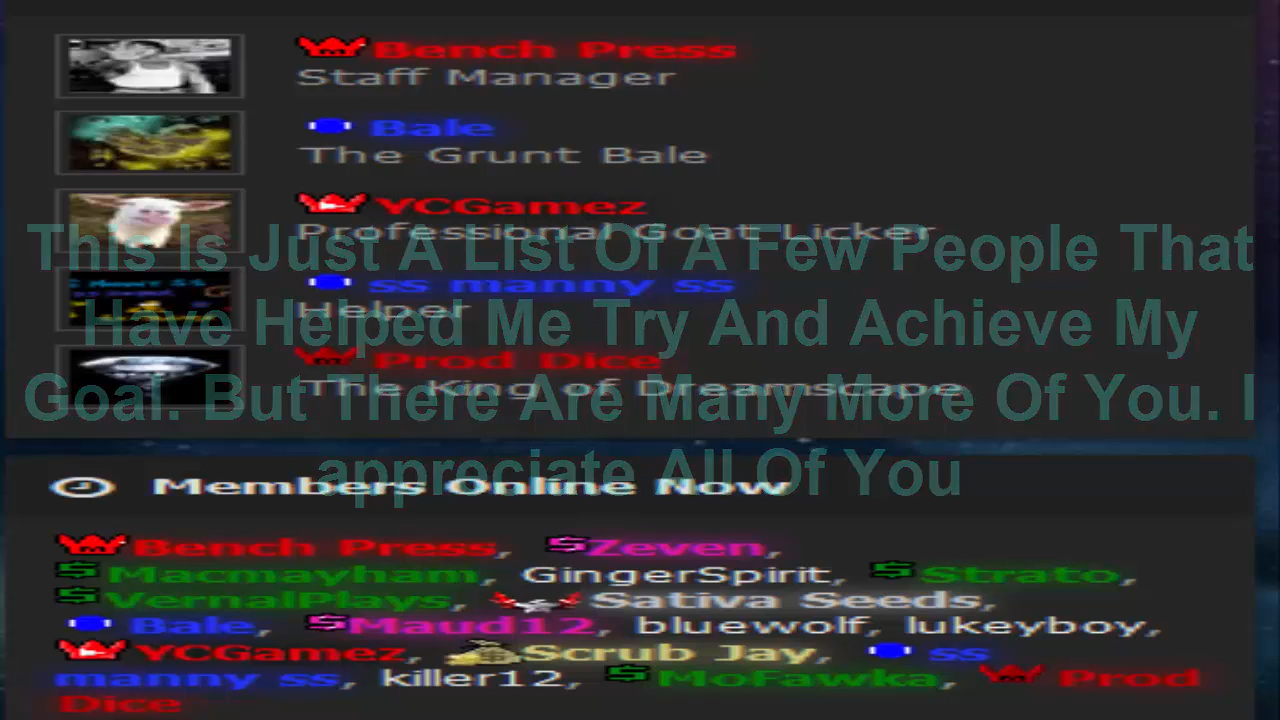 Bench Press
Staff Manager
Bale
The Grunt Bale
YCGamez
Professional Goat Licker
This Is Just A List Of A Few People That
ss manny ss
Helper
Have Helped Me Try And Achieve My
Prod Dice
The King of Dreamscape
Goal. But There Are Many More Of You. I
appreciate All Of You
Members Online Now
Bench Press, $Zeven,
$Macmayham, GingerSpirit, $Strato,
$VernalPlays, Sativa Seeds,
Bale, $Maud12, bluewolf, lukeyboy,
YCGamez, Scrub Jay, ss
manny ss, killer12, $MoFawka, Prod
Dice